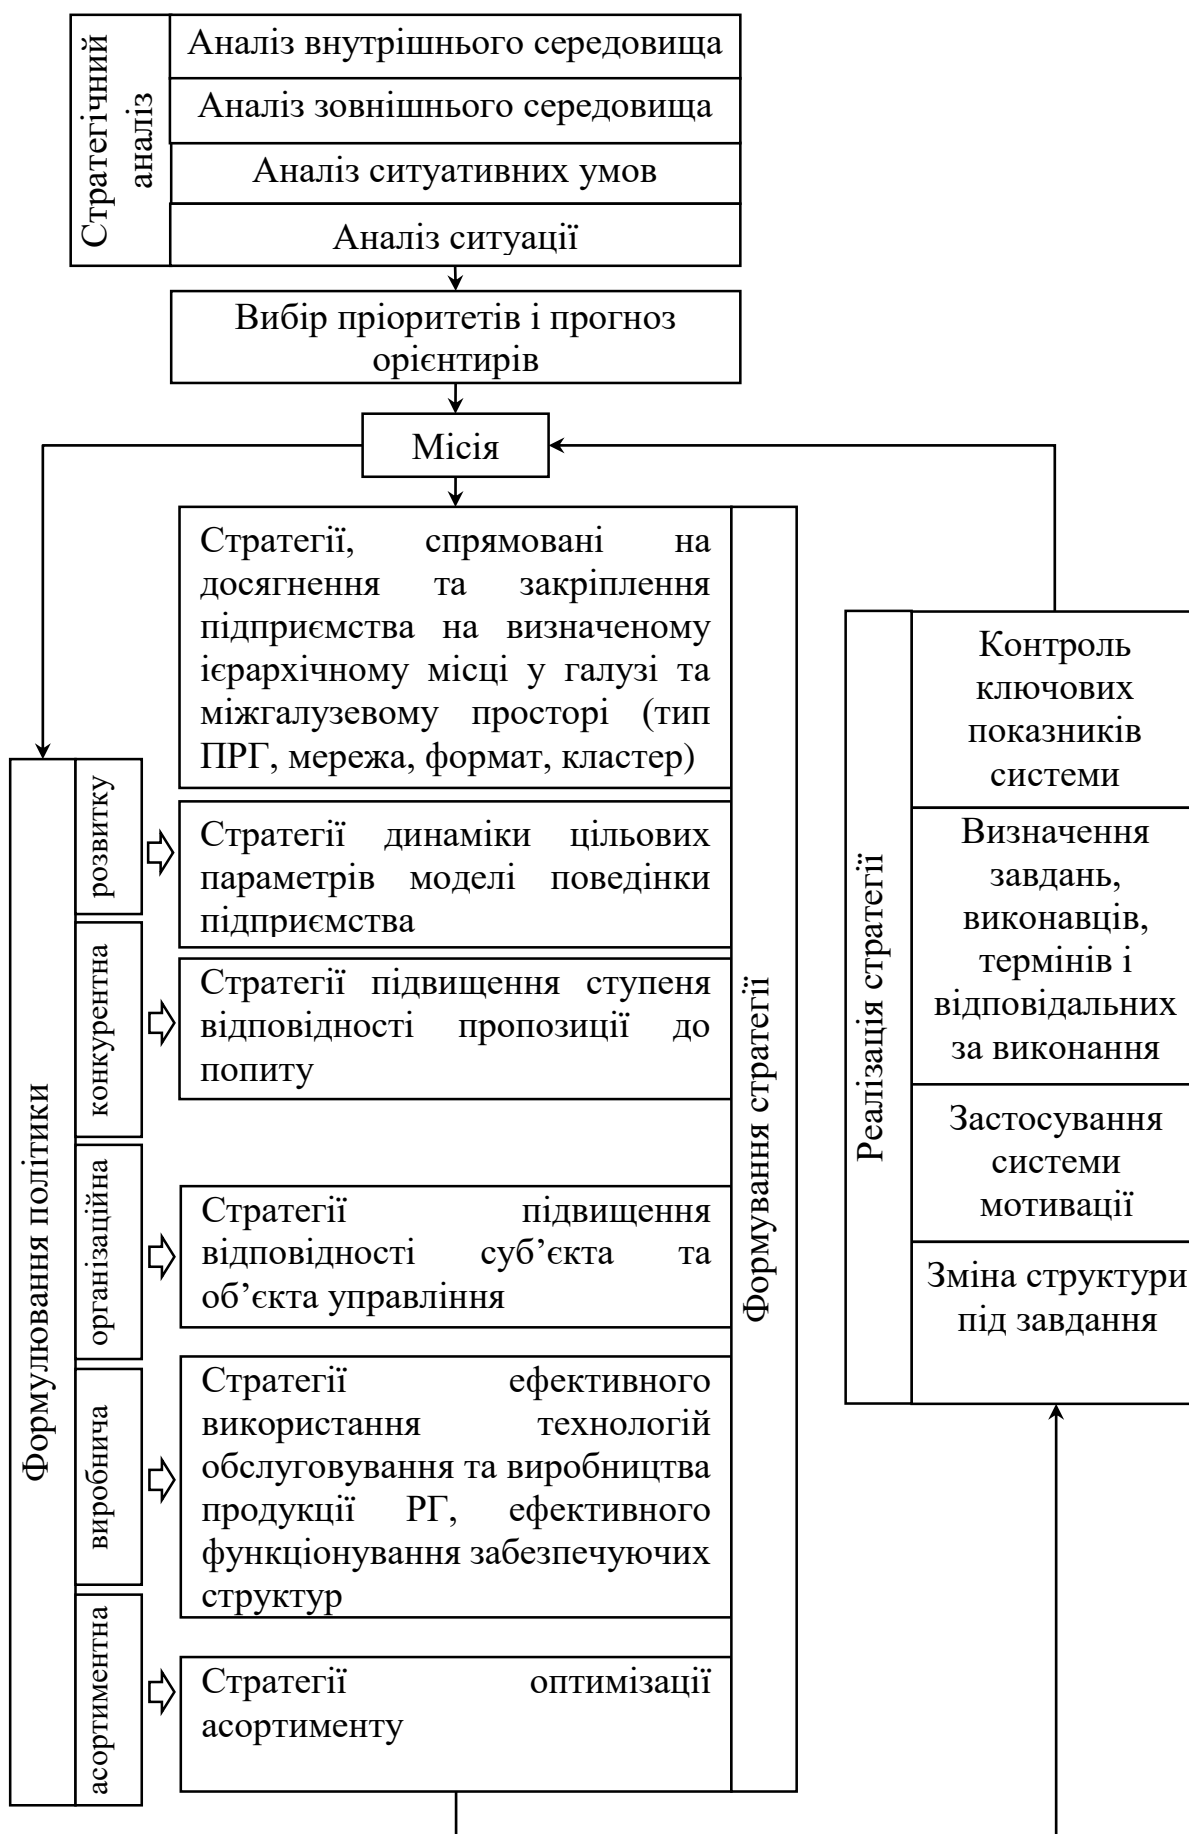 Стратегічний
аналіз
Аналіз внутрішнього середовища
Аналіз зовнішнього середовища
Аналіз ситуативних умов
Аналіз ситуації
Вибір пріоритетів і прогноз
орієнтирів
Місія
Формулювання політики
розвитку
конкурентна
організаційна
виробнича
асортиментна
Стратегії, спрямовані на
досягнення та закріплення
підприємства на визначеному
ієрархічному місці у галузі та
міжгалузевому просторі (тип
ПРГ, мережа, формат, кластер)
Стратегії динаміки цільових
параметрів моделі поведінки
підприємства
Стратегії підвищення ступеня
відповідності пропозиції до
попиту
Стратегії підвищення
відповідності суб’єкта та
об’єкта управління
Стратегії ефективного
використання технологій
обслуговування та виробництва
продукції РГ, ефективного
функціонування забезпечуючих
структур
Стратегії оптимізації
асортименту
Формування стратегії
Реалізація стратегії
Контроль
ключових
показників
системи
Визначення
завдань,
виконавців,
термінів і
відповідальних
за виконання
Застосування
системи
мотивації
Зміна структури
під завдання